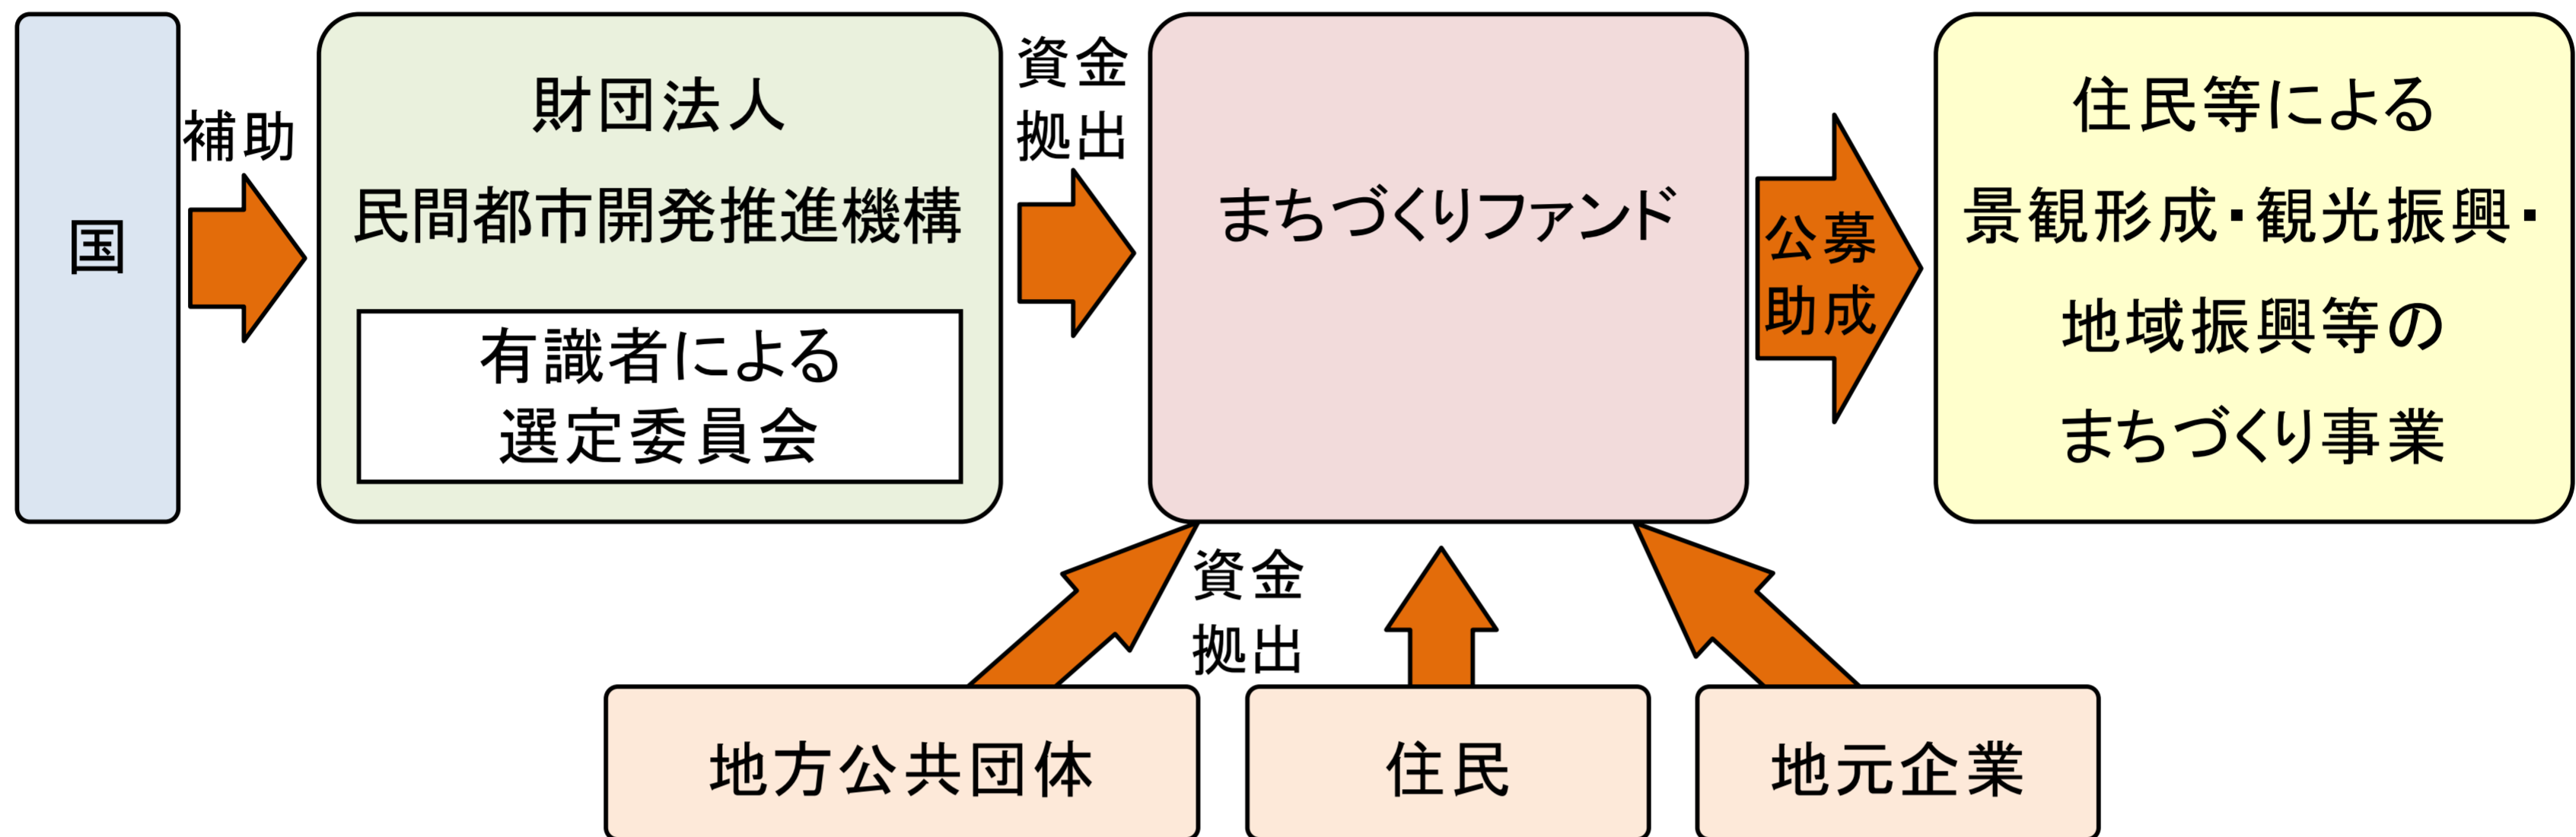 国
補助
財団法人
民間都市開発推進機構
有識者による
選定委員会
資金
拠出
まちづくりファンド
公募
助成
住民等による
景観形成・観光振興・
地域振興等の
まちづくり事業
資金
拠出
地方公共団体
住民
地元企業